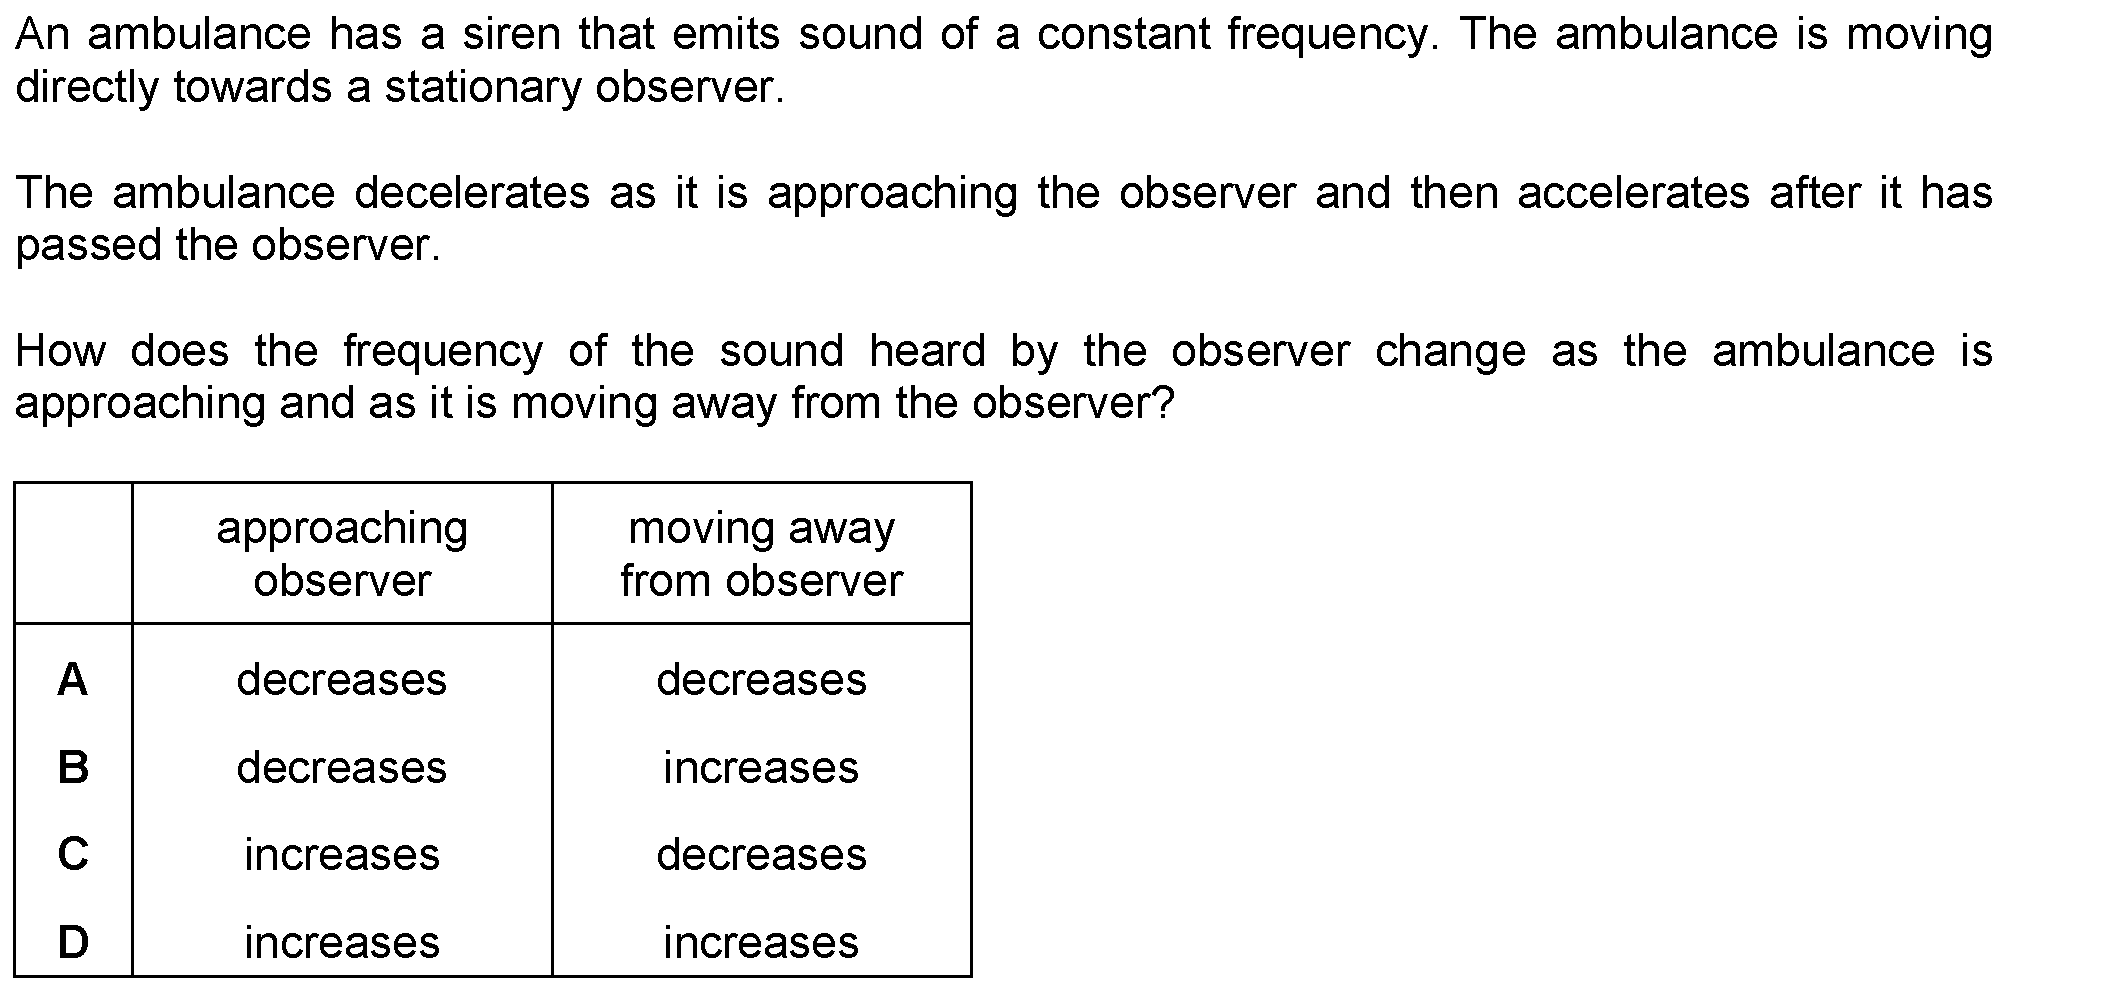 An ambulance has a siren that emits sound of a constant frequency. The ambulance is moving
directly towards a stationary observer.
The ambulance decelerates as it is approaching the observer and then accelerates after it has
passed the observer.
How does the frequency of the sound heard by the observer change as the ambulance is
approaching and as it is moving away from the observer?
approaching observer | moving away from observer
A decreases decreases
B decreases increases
C increases decreases
D increases increases